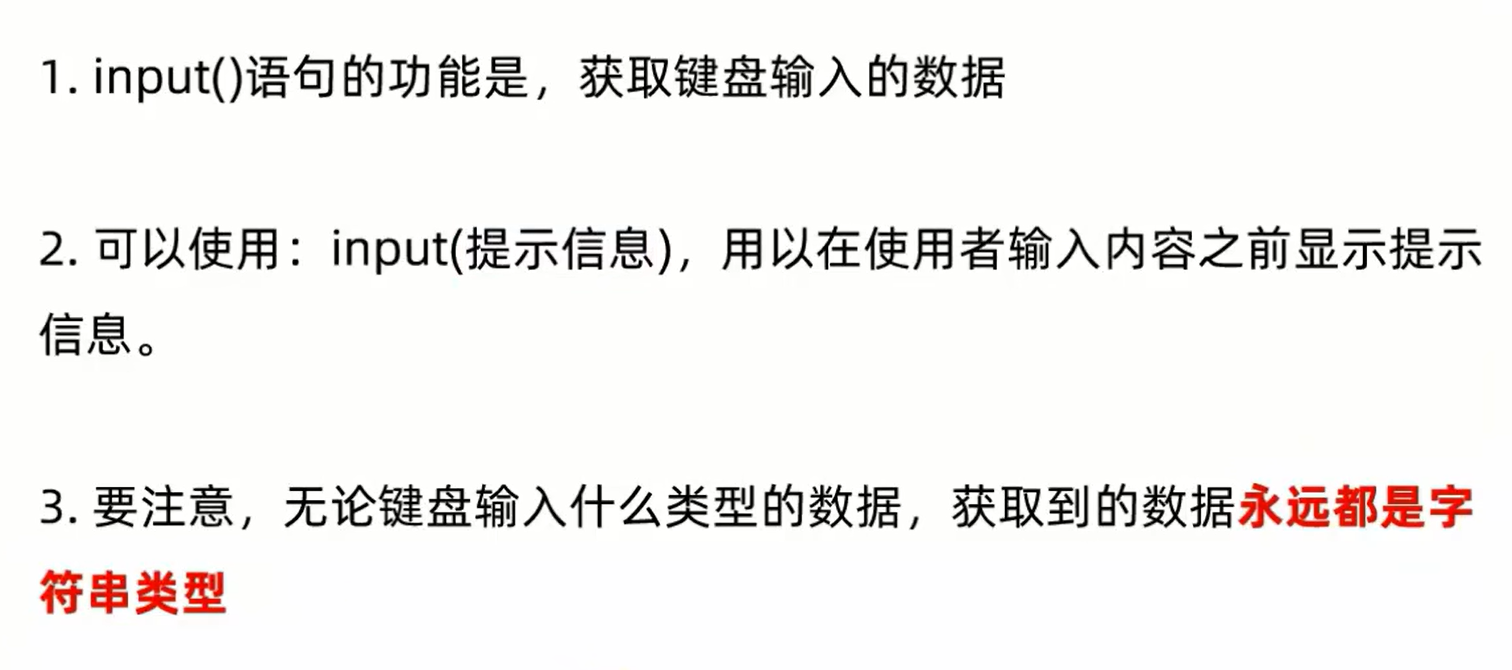 1. input()语句的功能是，获取键盘输入的数据
2. 可以使用：input(提示信息)，用以在使用者输入内容之前显示提示
信息。
3. 要注意，无论键盘输入什么类型的数据，获取到的数据永远都是字
符串类型